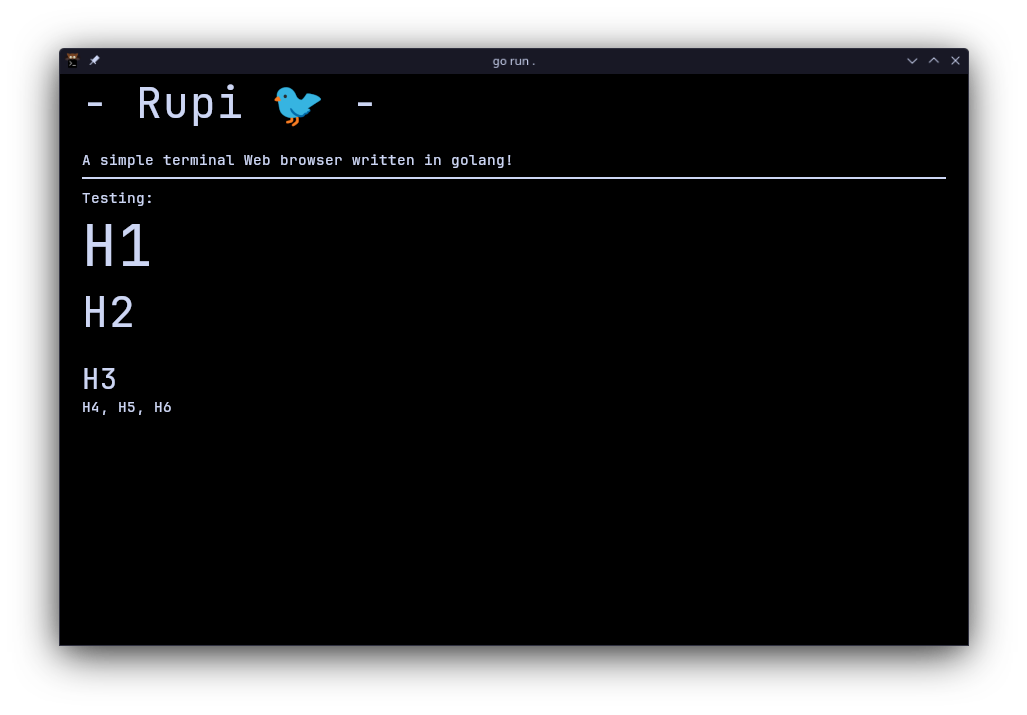 go run .
- Rupi 🐦 -
A simple terminal Web browser written in golang!
Testing:
H1
H2
H3
H4, H5, H6